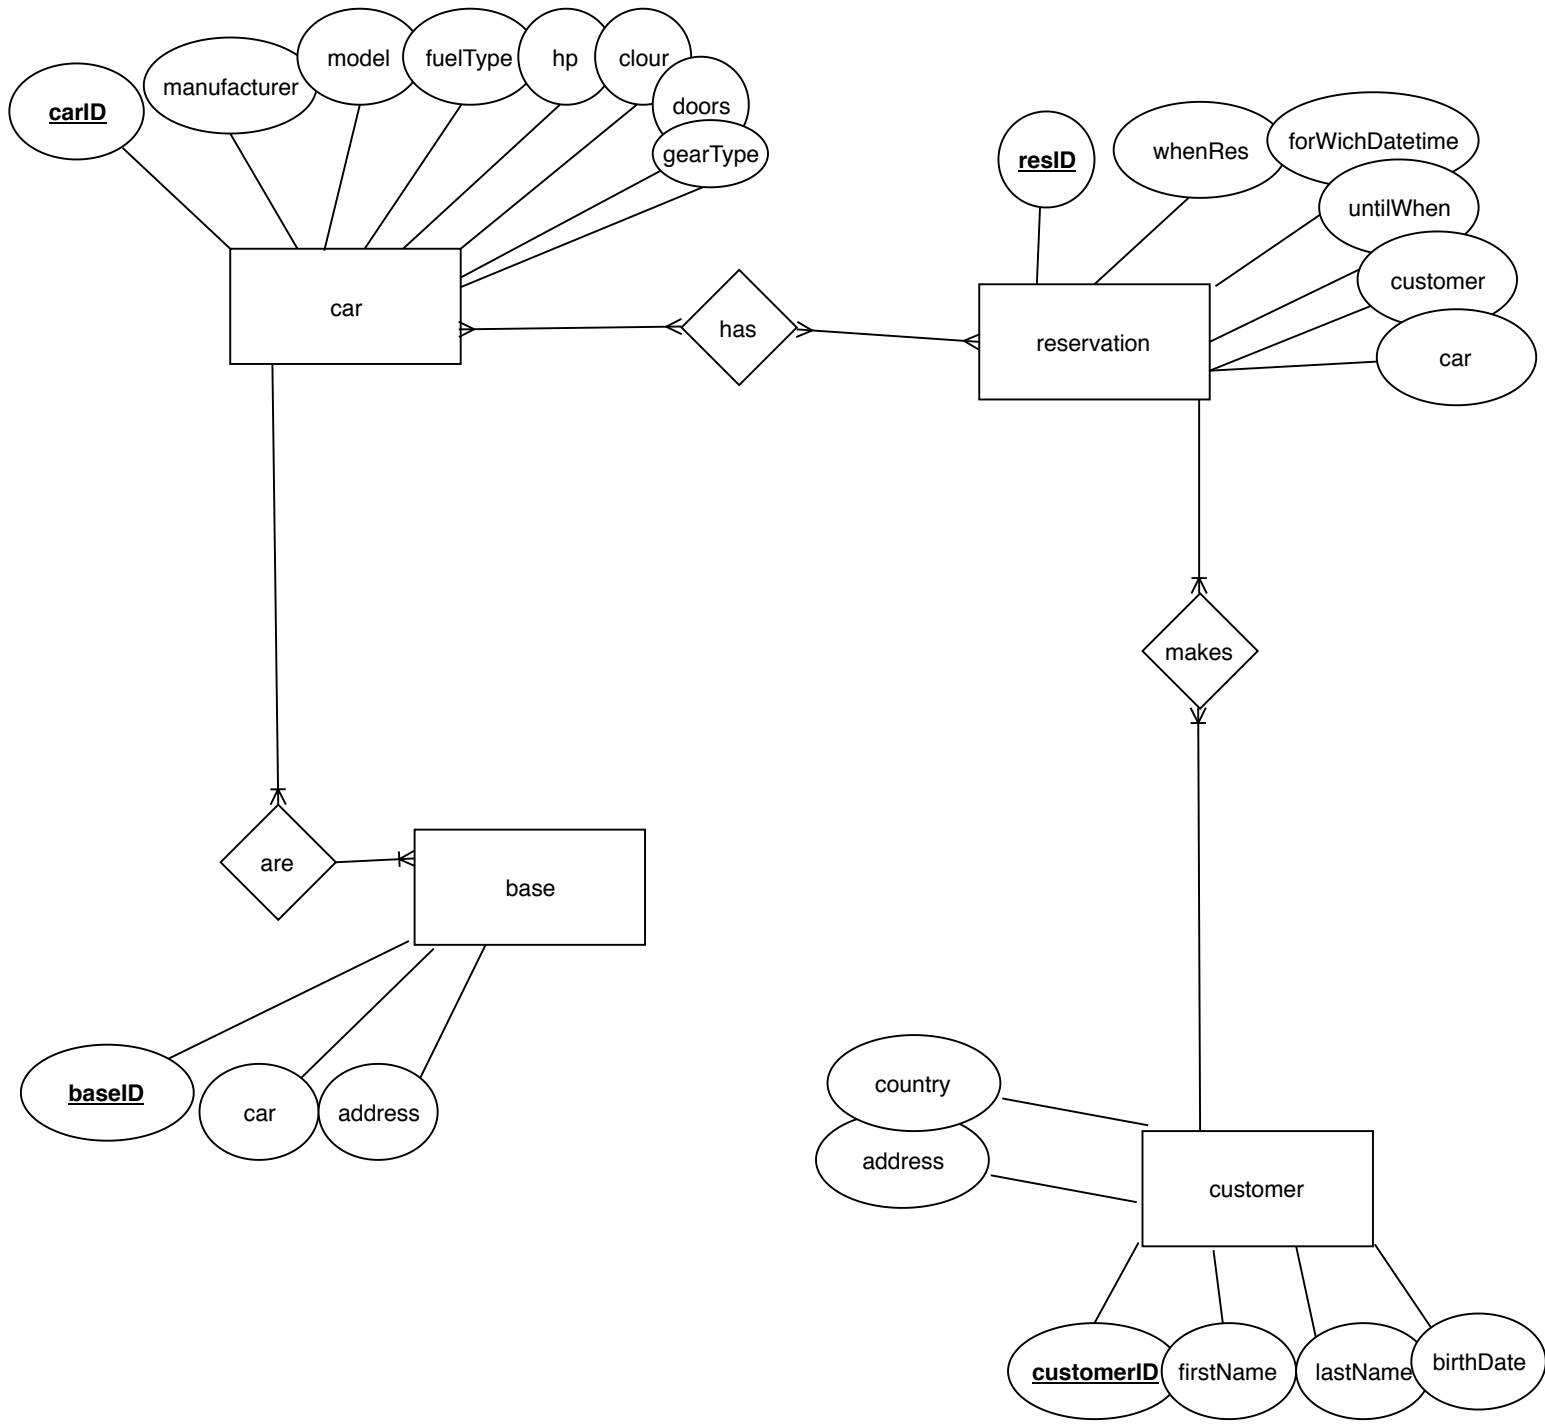 carID
manufacturer
model
fuelType
hp
clour
doors
gearType
resID
whenRes
forWichDatetime
untilWhen
customer
car
car
has
reservation
makes
are
base
baseID
car
address
country
address
customer
customerID
firstName
lastName
birthDate